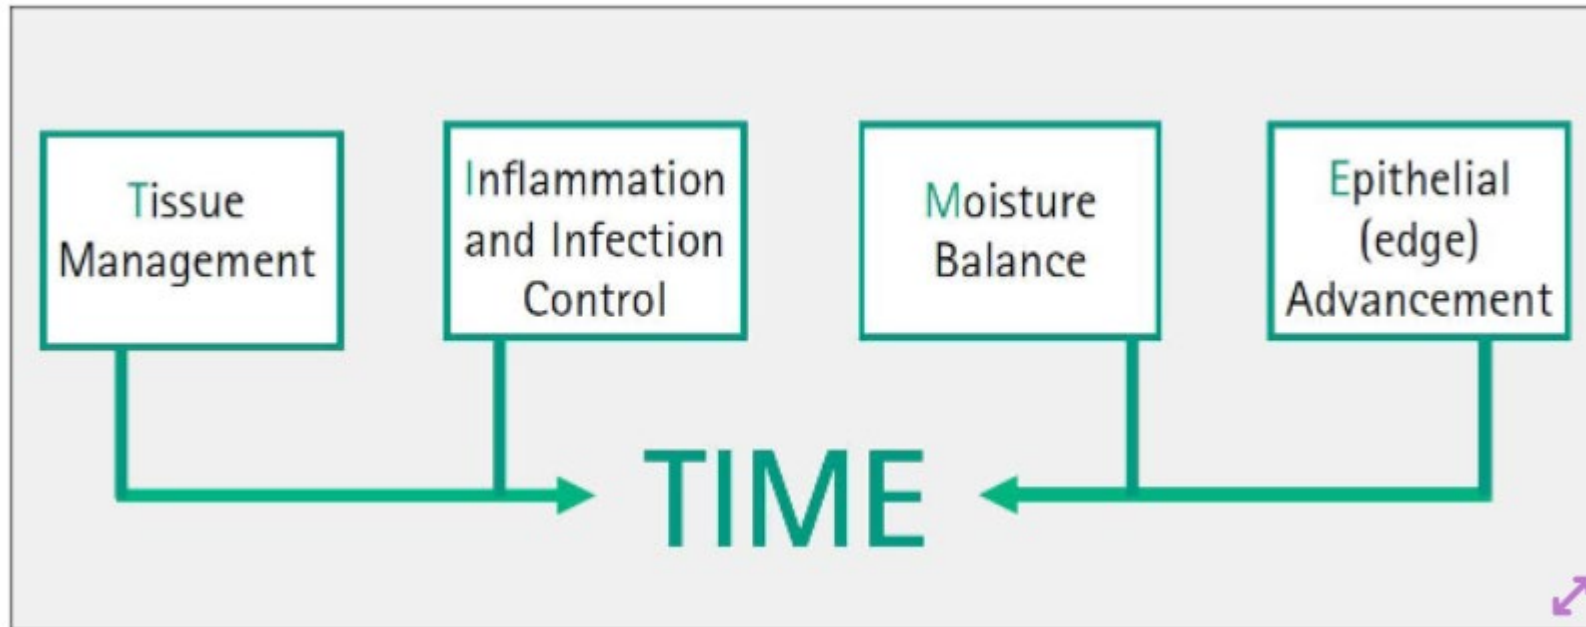 Tissue
Management
Inflammation
and Infection
Control
Moisture
Balance
Epithelial
(edge)
Advancement
TIME